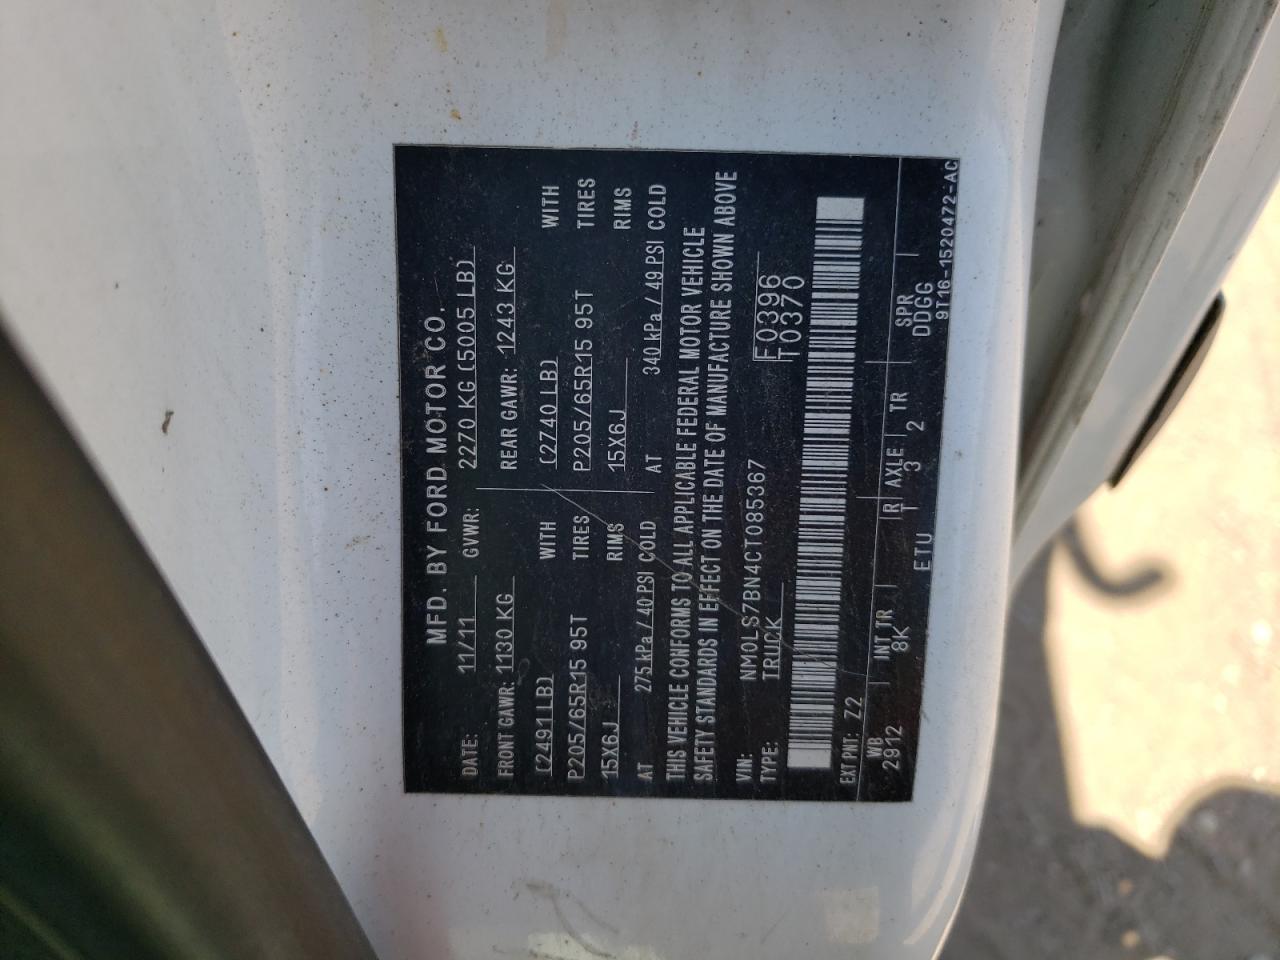 MFD. BY FORD MOTOR CO.
DATE: 11/11 GVWR: 2270 KG (5005 LB)
FRONT GAWR: 1130 KG REAR GAWR: 1243 KG
(2491LB) WITH (2740 LB) WITH
P205/65R15 95T TIRES P205/65R15 95T TIRES
15X6J RIMS 15X6J RIMS
AT 275 kPa / 40 PSI COLD AT 340 kPa / 49 PSI COLD
THIS VEHICLE CONFORMS TO ALL APPLICABLE FEDERAL MOTOR VEHICLE
SAFETY STANDARDS IN EFFECT ON THE DATE OF MANUFACTURE SHOWN ABOVE
VIN: NM0LS7BN4CT085367 F0396
TYPE: TRUCK T0370
EXT PNT: Z2
WB INT TR R AXLE TR SPR
2912 8K T 3 2 DDGG
ETU 9T16-1520472-AC